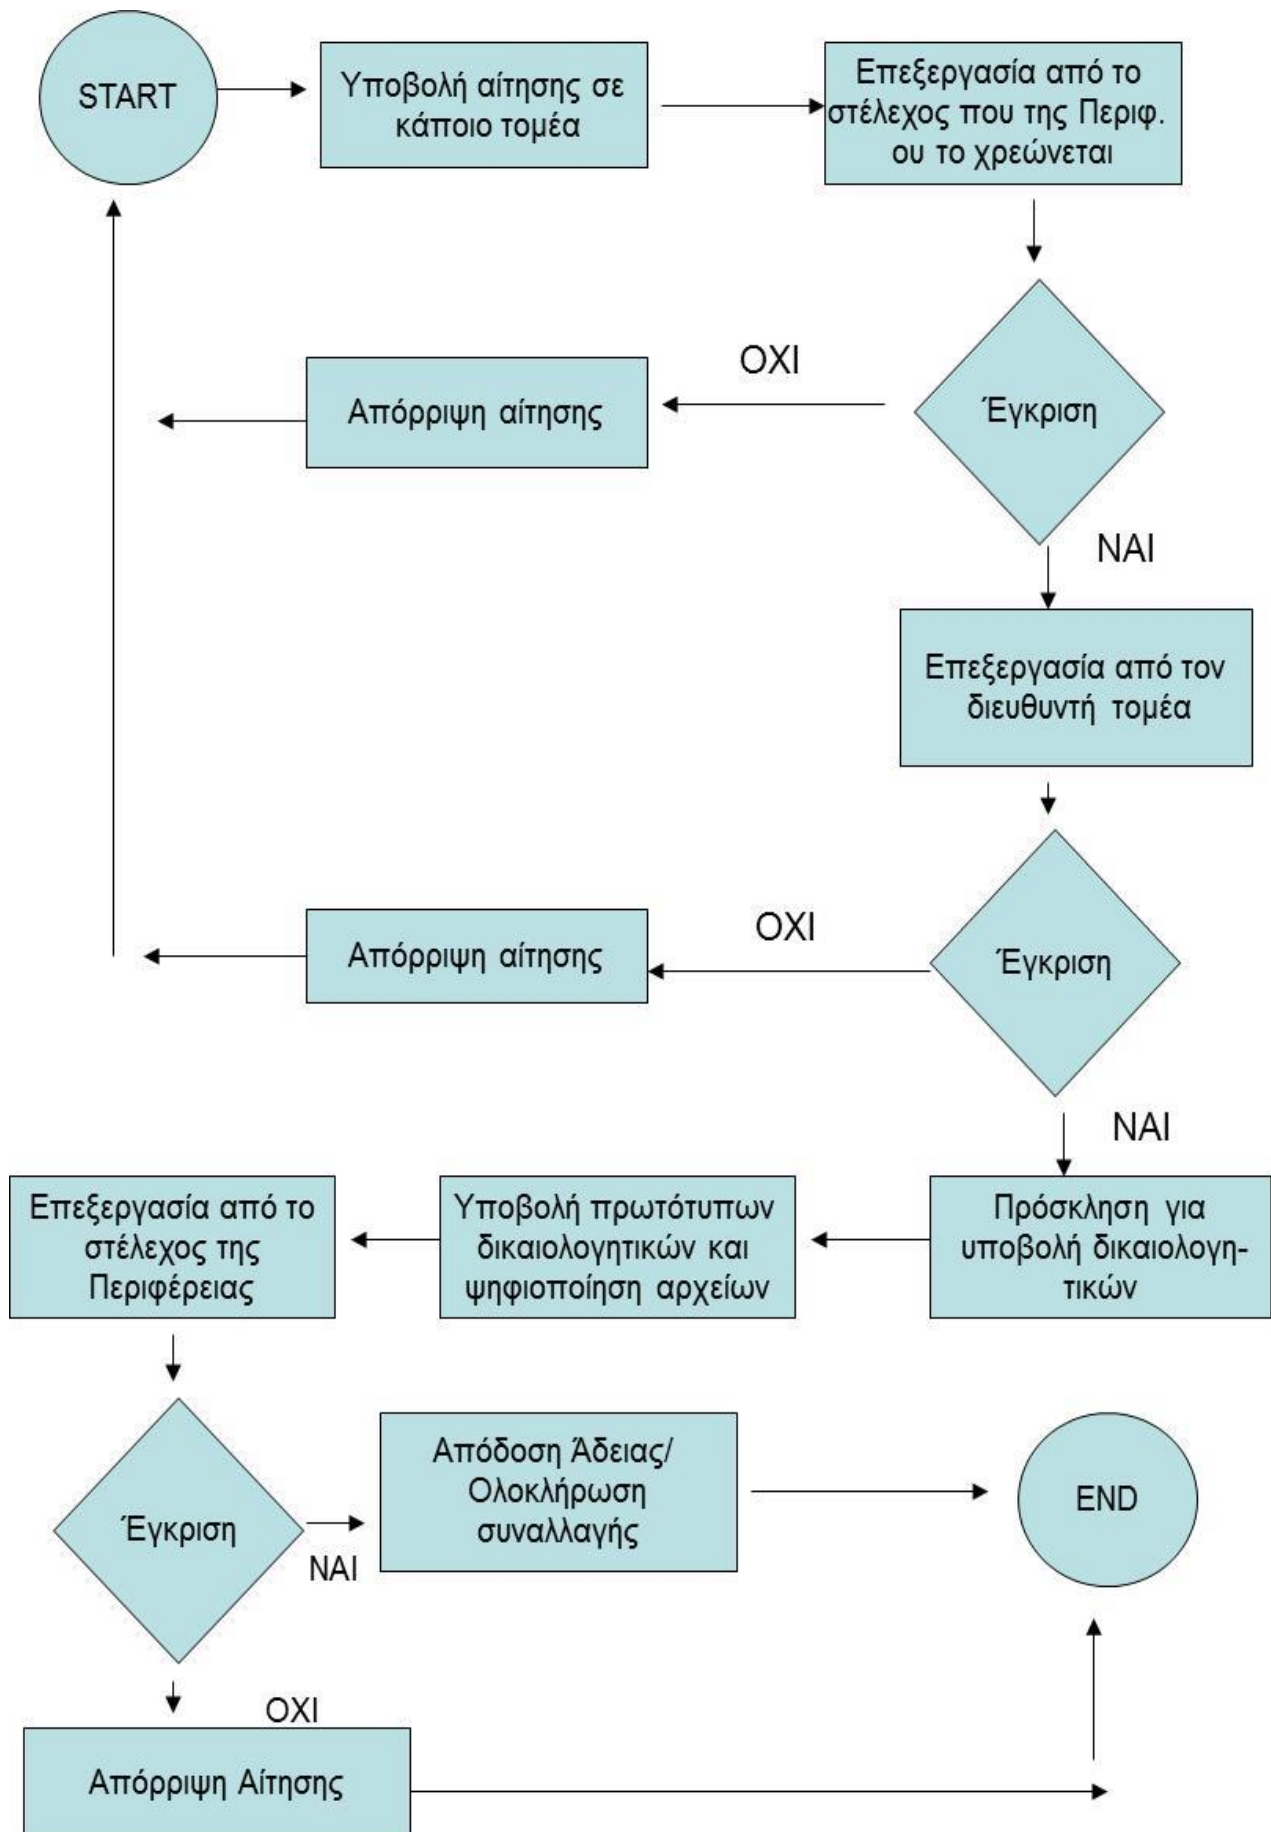 START
Υποβολή αίτησης σε
κάποιο τομέα
Επεξεργασία από το
στέλεχος που της Περιφ.
ου το χρεώνεται
ΟΧΙ
Απόρριψη αίτησης
Έγκριση
ΝΑΙ
Επεξεργασία από τον
διευθυντή τομέα
ΟΧΙ
Απόρριψη αίτησης
Έγκριση
ΝΑΙ
Πρόσκληση για
υποβολή δικαιολογη-
τικών
Υποβολή πρωτότυπων
δικαιολογητικών και
ψηφιοποίηση αρχείων
Επεξεργασία από το
στέλεχος της
Περιφέρειας
Έγκριση
ΝΑΙ
Απόδοση Άδειας/
Ολοκλήρωση
συναλλαγής
END
ΟΧΙ
Απόρριψη Αίτησης